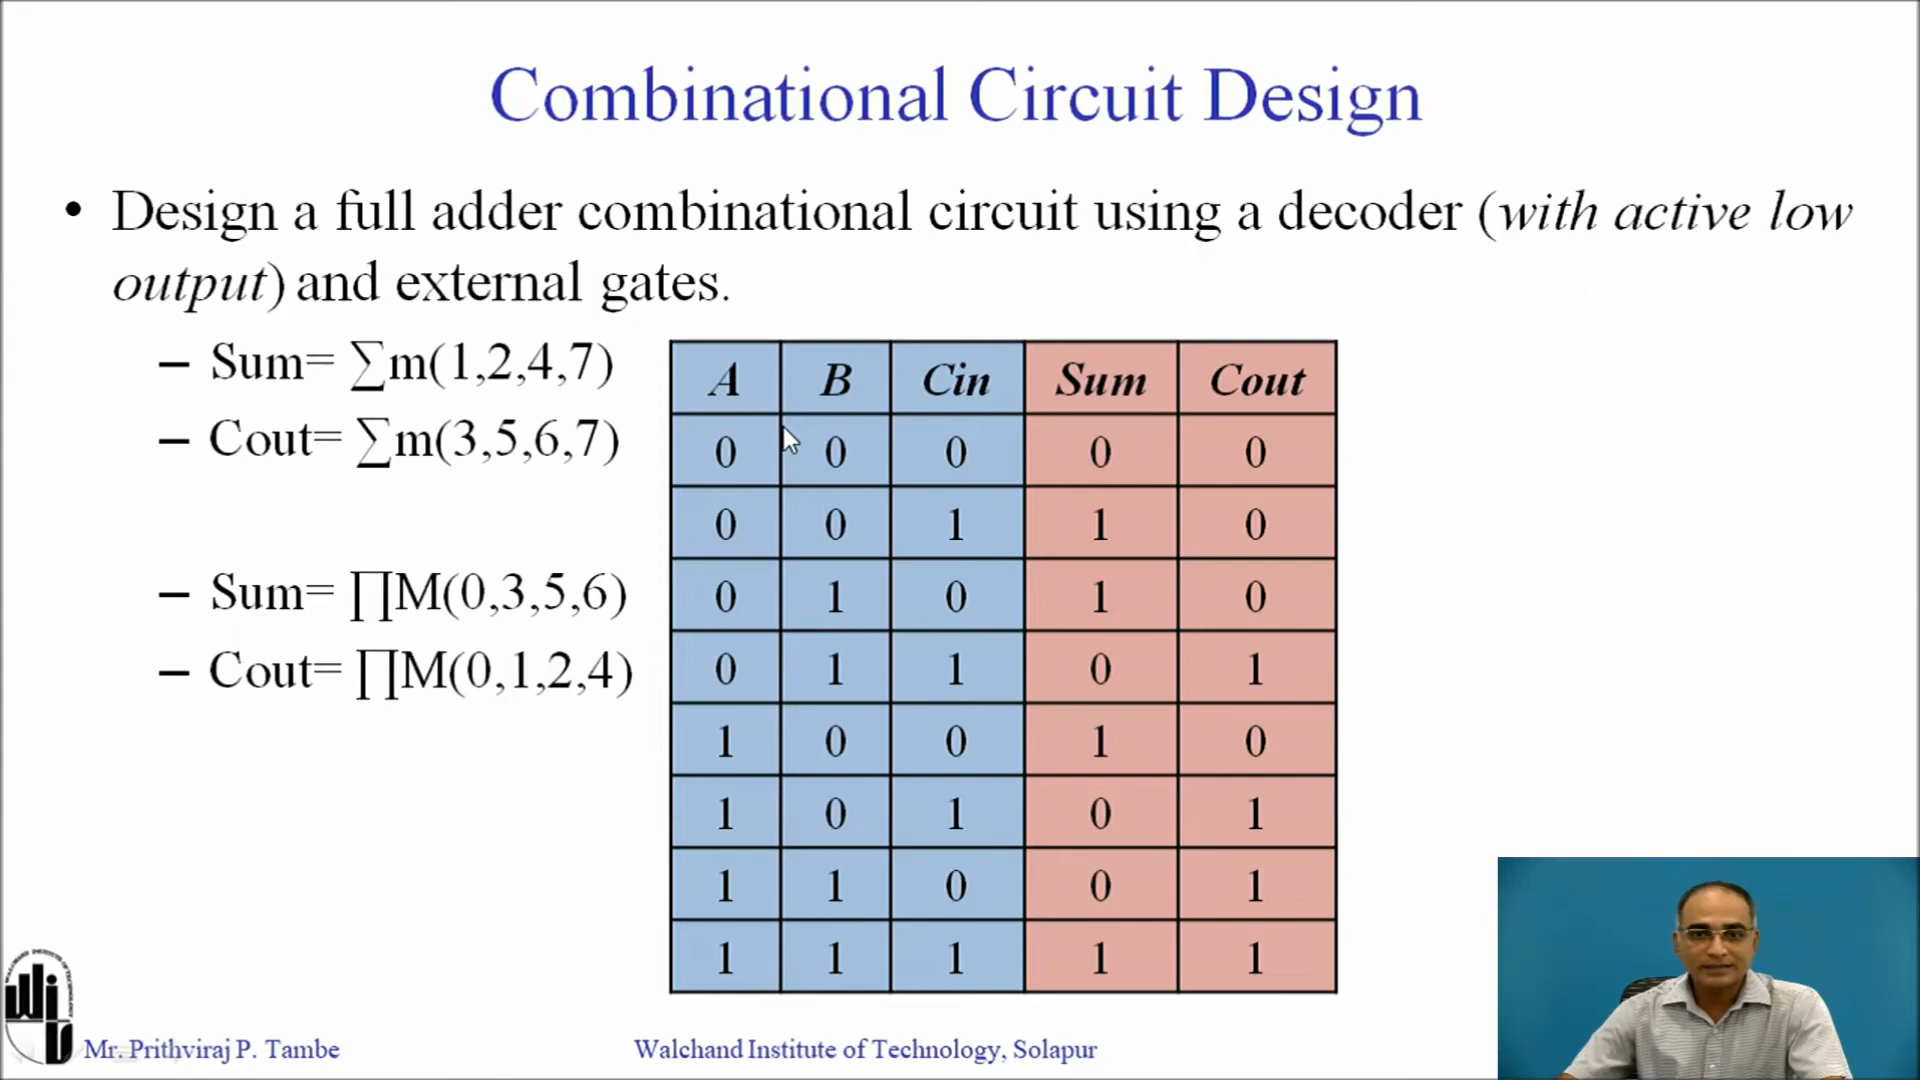 Combinational Circuit Design
• Design a full adder combinational circuit using a decoder (with active low
output) and external gates.
– Sum= ∑m(1,2,4,7)
– Cout= ∑m(3,5,6,7)
– Sum= ∏M(0,3,5,6)
– Cout= ∏M(0,1,2,4)
A B Cin Sum Cout
0 0 0 0 0
0 0 1 1 0
0 1 0 1 0
0 1 1 0 1
1 0 0 1 0
1 0 1 0 1
1 1 0 0 1
1 1 1 1 1
WALCHAND INSTITUTE OF TECHNOLOGY
Mr. Prithviraj P. Tambe
Walchand Institute of Technology, Solapur